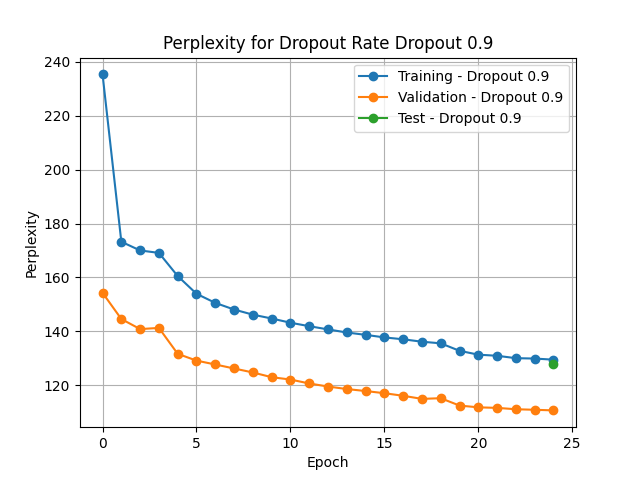 Perplexity for Dropout Rate Dropout 0.9
Training - Dropout 0.9
Validation - Dropout 0.9
Test - Dropout 0.9
Perplexity
240
220
200
180
160
140
120
0 5 10 15 20 25
Epoch